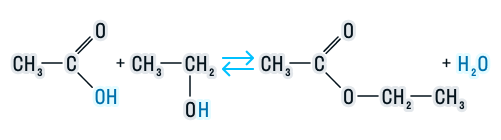 O O
CH₃ C + CH₃ CH₂ ⇌ CH₃ C + H₂O
OH OH O CH₂ CH₃